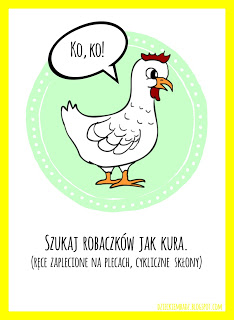 Ko, ko!
Szukaj robaczków jak kura.
(ręce zaplecione na plecach, cykliczne skłony)